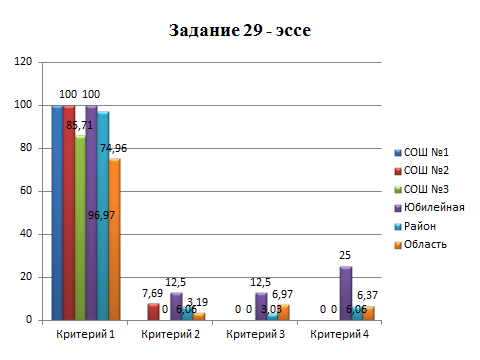 Задание 29 - эссе
120
100
80
60
40
20
0
100 100
85,71
74,96
96,97
7,69 0 12,5 6,06 3,19
0 0 12,5 3,03 6,97
0 0 25 6,06 6,37
Критерий 1 Критерий 2 Критерий 3 Критерий 4
СОШ №1
СОШ №2
СОШ №3
Юбилейная
Район
Область